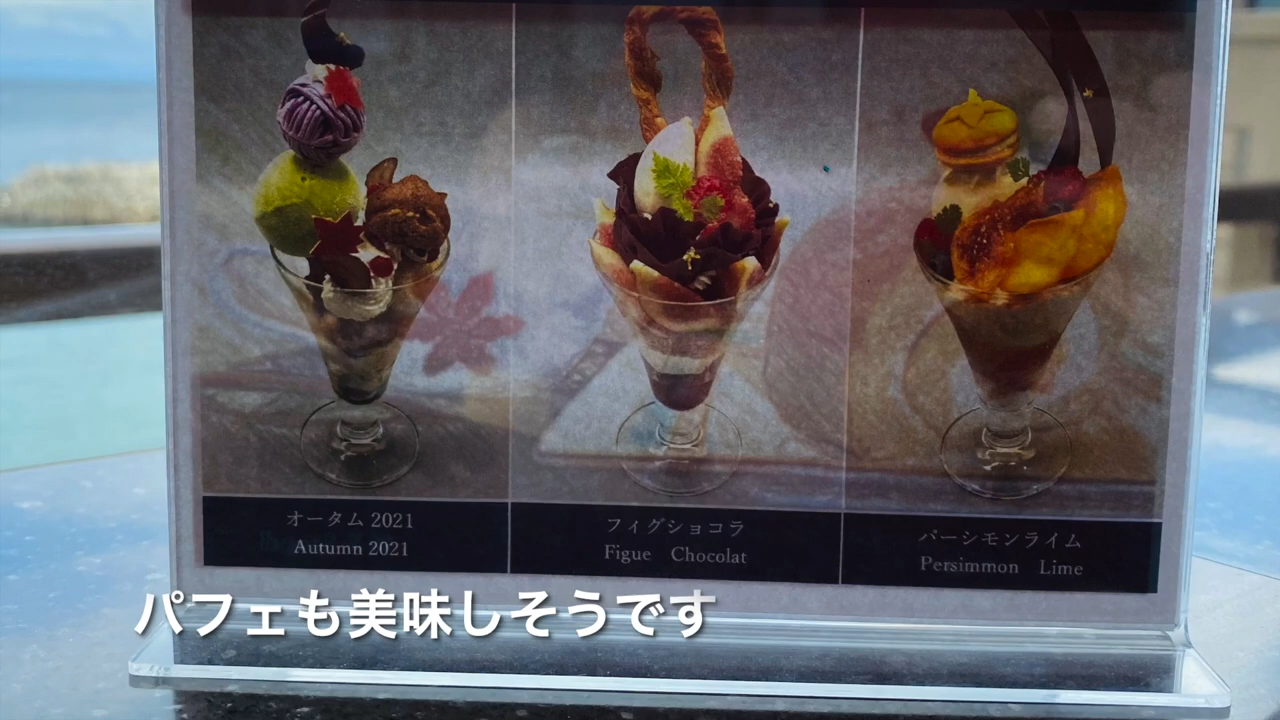 オータム 2021
Autumn 2021
フィグショコラ
Figue Chocolat
パーシモンライム
Persimmon Lime
パフェも美味しそうです